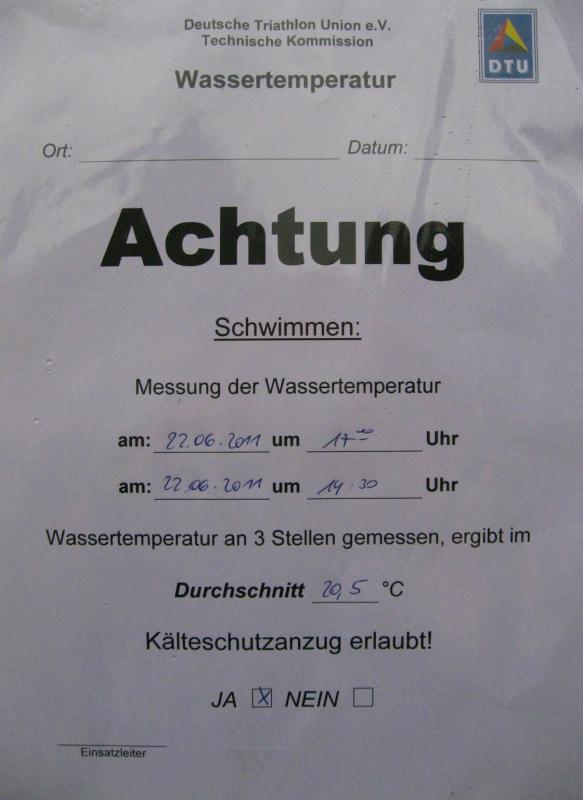 Deutsche Triathlon Union e.V.
Technische Kommission
DTU
Wassertemperatur
Ort: Datum:
Achtung
Schwimmen:
Messung der Wassertemperatur
am: 22.06.2011 um 17⁰⁰ Uhr
am: 22.06.2011 um 14.30 Uhr
Wassertemperatur an 3 Stellen gemessen, ergibt im
Durchschnitt 20,5 °C
Kälteschutzanzug erlaubt!
JA ☒ NEIN ☐
Einsatzleiter